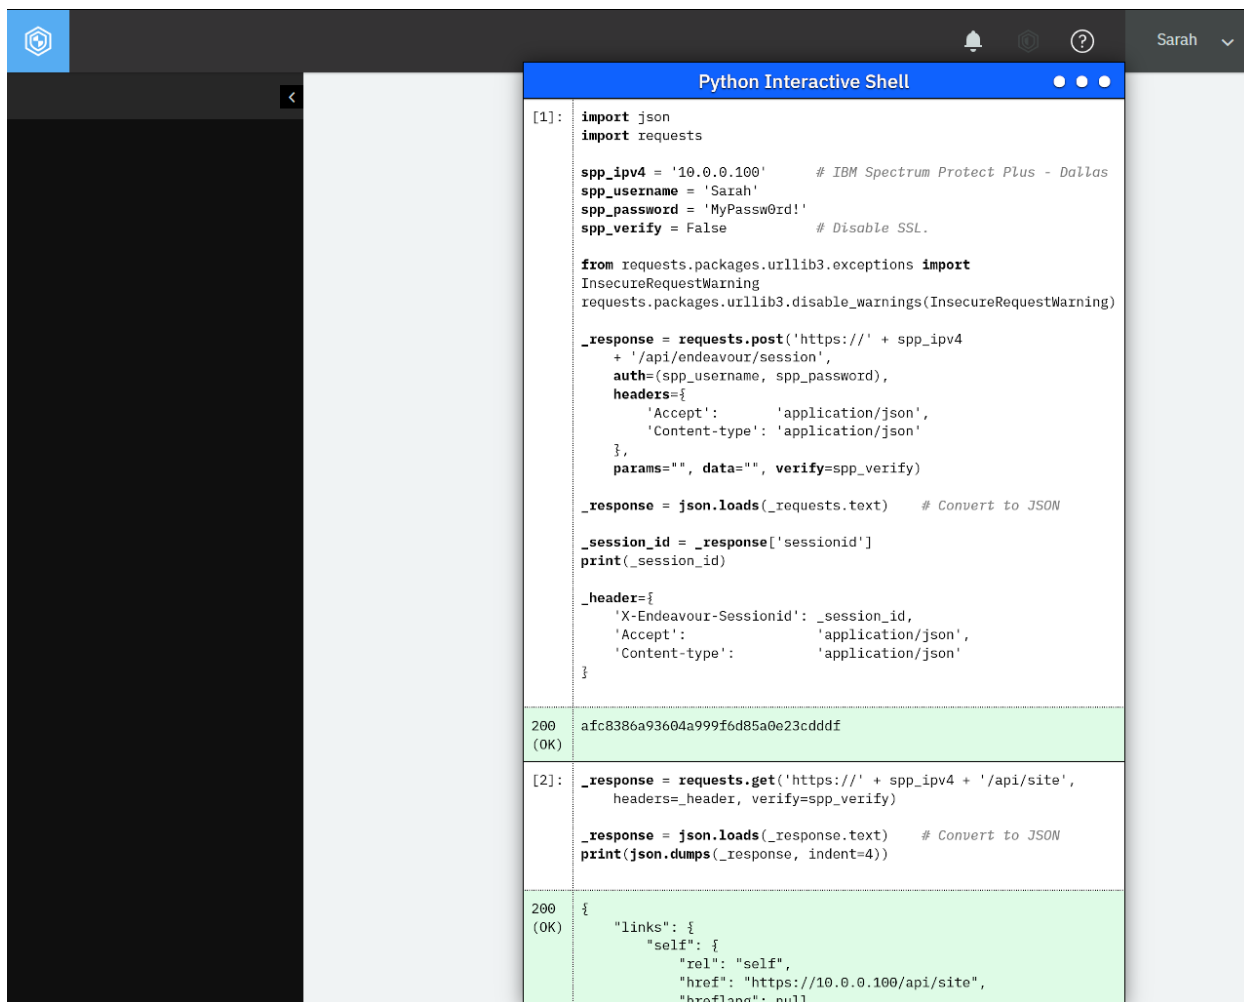 Sarah
Python Interactive Shell
[1]: import json
import requests
spp_ipv4 = '10.0.0.100' # IBM Spectrum Protect Plus - Dallas
spp_username = 'Sarah'
spp_password = 'MyPassw0rd!'
spp_verify = False # Disable SSL.
from requests.packages.urllib3.exceptions import
InsecureRequestWarning
requests.packages.urllib3.disable_warnings(InsecureRequestWarning)
_response = requests.post('https://' + spp_ipv4
+ '/api/endeavour/session',
auth=(spp_username, spp_password),
headers={
'Accept': 'application/json',
'Content-type': 'application/json'
},
params="", data="", verify=spp_verify)
_response = json.loads(_requests.text) # Convert to JSON
_session_id = _response['sessionid']
print(_session_id)
_header={
'X-Endeavour-Sessionid': _session_id,
'Accept': 'application/json',
'Content-type': 'application/json'
}
200 afc8386a93604a999f6d85a0e23cdddf
(OK)
[2]: _response = requests.get('https://' + spp_ipv4 + '/api/site',
headers=_header, verify=spp_verify)
_response = json.loads(_response.text) # Convert to JSON
print(json.dumps(_response, indent=4))
200 {
(OK) "links": {
"self": {
"rel": "self",
"href": "https://10.0.0.100/api/site",
"hreflang": null